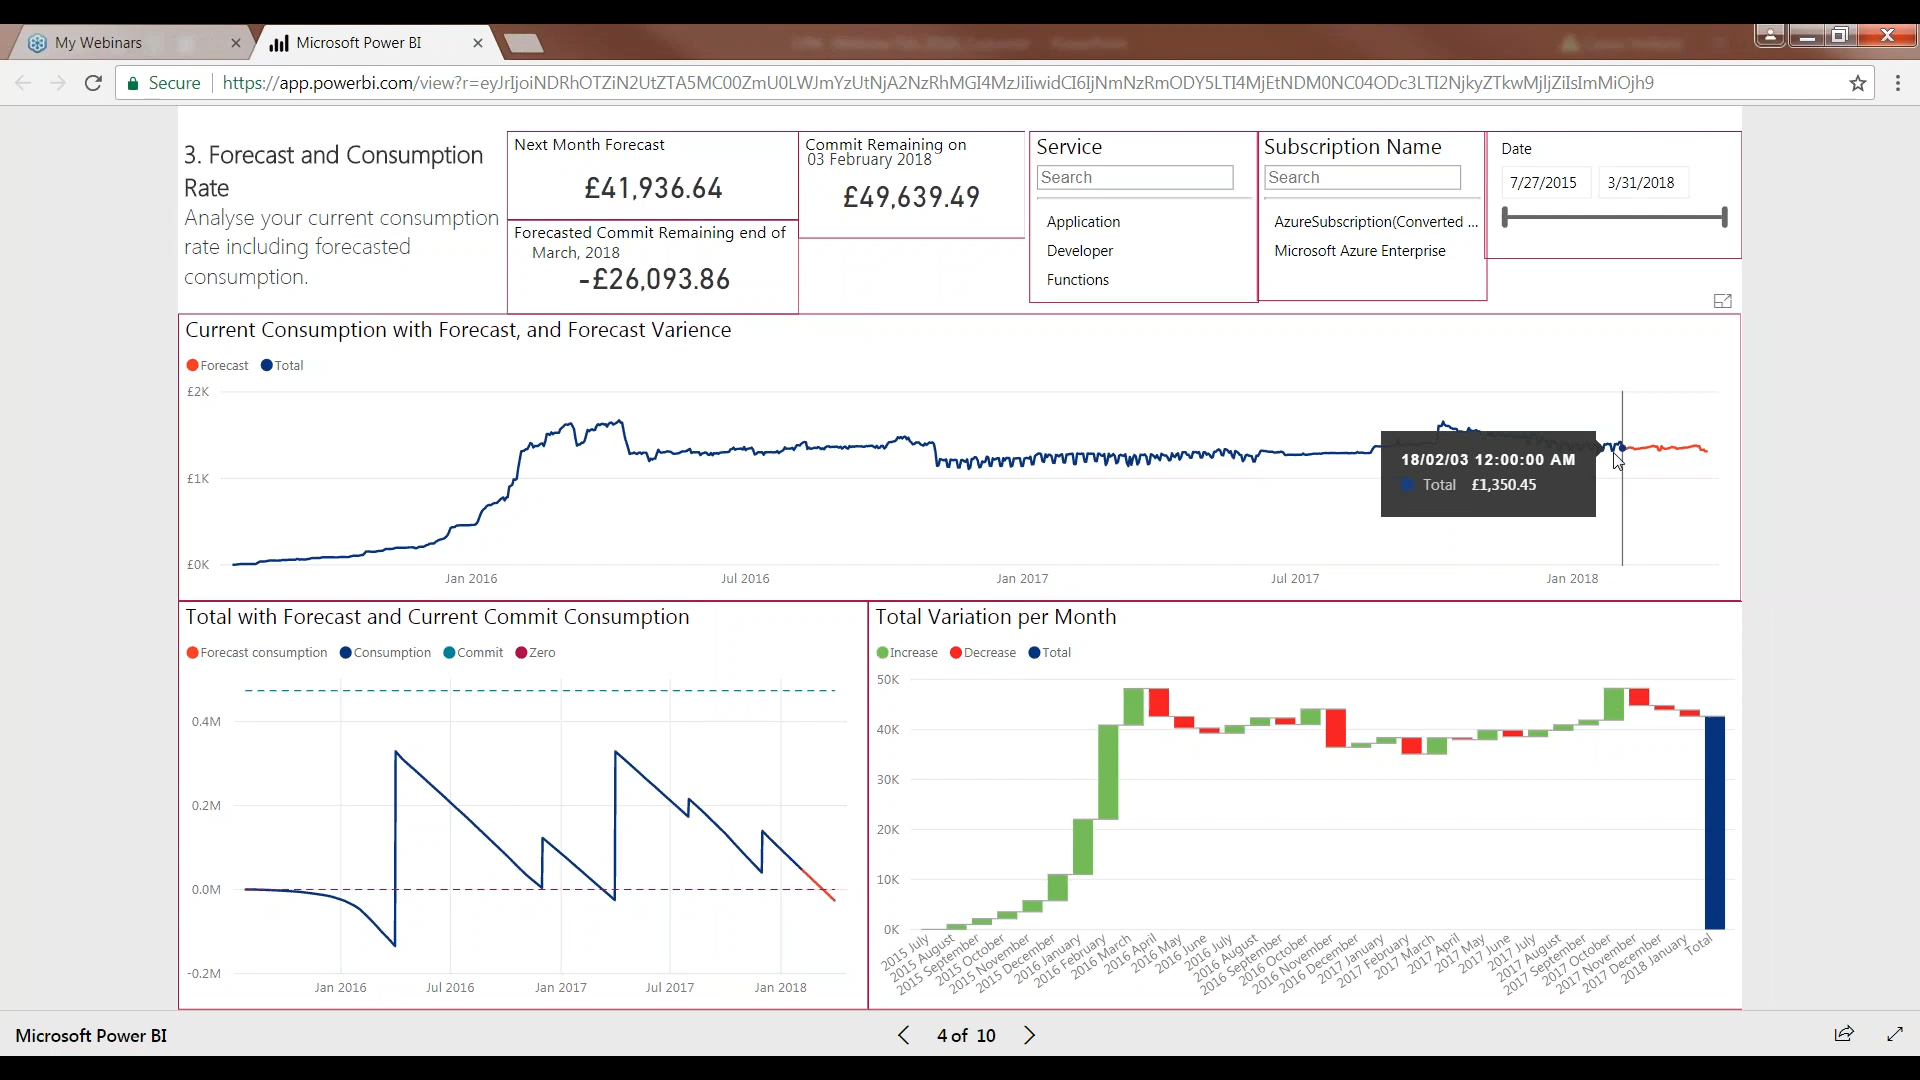 My Webinars
Microsoft Power BI
Secure
https://app.powerbi.com/view?r=eyJrIjoiNDRhOTZiN2UtZTA5MC00ZmU0LWJmYzUtNjA2NzRhMGI4MzJiIiwidCI6IjNmNzRmODY5LTI4MjEtNDM0NC04ODc3LTI2NjkyZTkwMjljZiIsImMiOjh9
3. Forecast and Consumption
Rate
Analyse your current consumption
rate including forecasted
consumption.
Next Month Forecast
£41,936.64
Forecasted Commit Remaining end of
March, 2018
-£26,093.86
Commit Remaining on
03 February 2018
£49,639.49
Service
Search
Application
Developer
Functions
Subscription Name
Search
AzureSubscription(Converted ...
Microsoft Azure Enterprise
Date
7/27/2015
3/31/2018
Current Consumption with Forecast, and Forecast Varience
Forecast
Total
£2K
£1K
£0K
18/02/03 12:00:00 AM
Total £1,350.45
Jan 2016
Jul 2016
Jan 2017
Jul 2017
Jan 2018
Total with Forecast and Current Commit Consumption
Forecast consumption
Consumption
Commit
Zero
0.4M
0.2M
0.0M
-0.2M
Jan 2016
Jul 2016
Jan 2017
Jul 2017
Jan 2018
Total Variation per Month
Increase
Decrease
Total
50K
40K
30K
20K
10K
0K
2015 July
2015 August
2015 September
2015 October
2015 November
2015 December
2016 January
2016 February
2016 March
2016 April
2016 May
2016 June
2016 July
2016 August
2016 September
2016 October
2016 November
2016 December
2017 January
2017 February
2017 March
2017 April
2017 May
2017 June
2017 July
2017 August
2017 September
2017 October
2017 November
2017 December
2018 January
Total
Microsoft Power BI
4 of 10